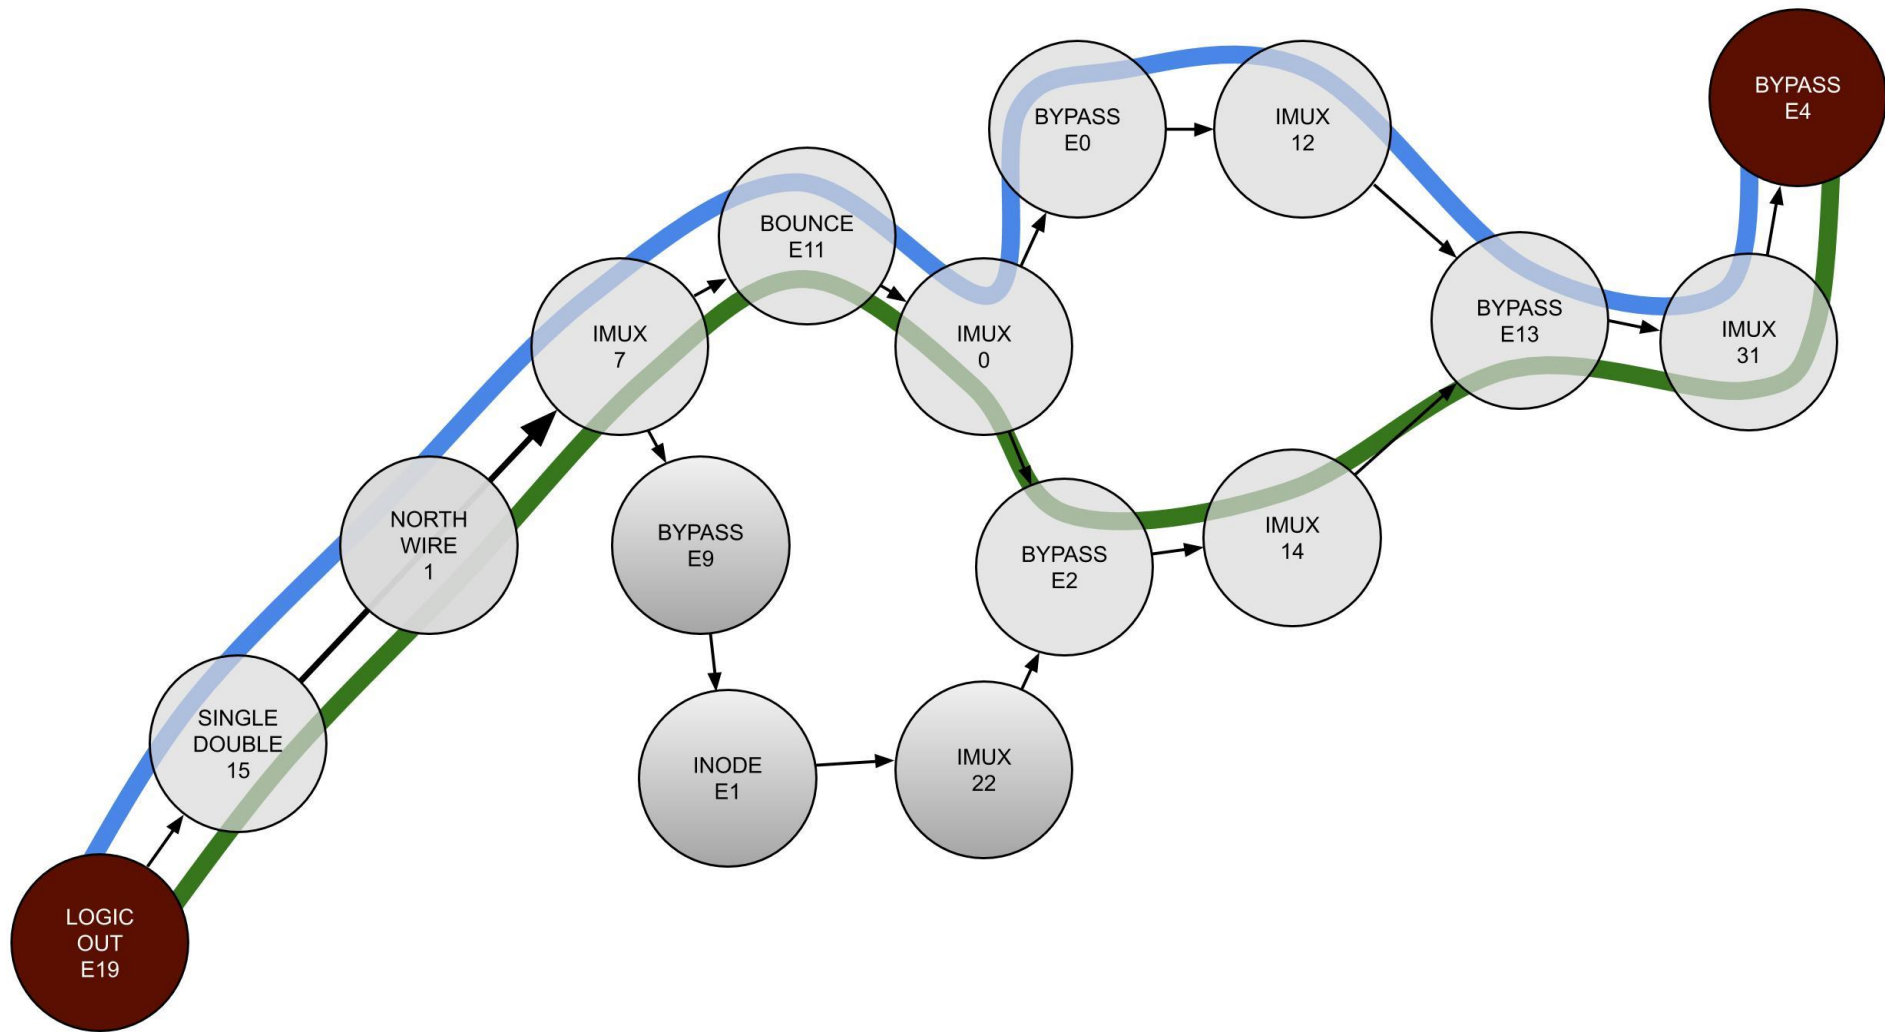 LOGIC
OUT
E19
SINGLE
DOUBLE
15
NORTH
WIRE
1
IMUX
7
BOUNCE
E11
IMUX
0
BYPASS
E0
IMUX
12
BYPASS
E13
IMUX
31
BYPASS
E4
BYPASS
E9
INODE
E1
IMUX
22
BYPASS
E2
IMUX
14